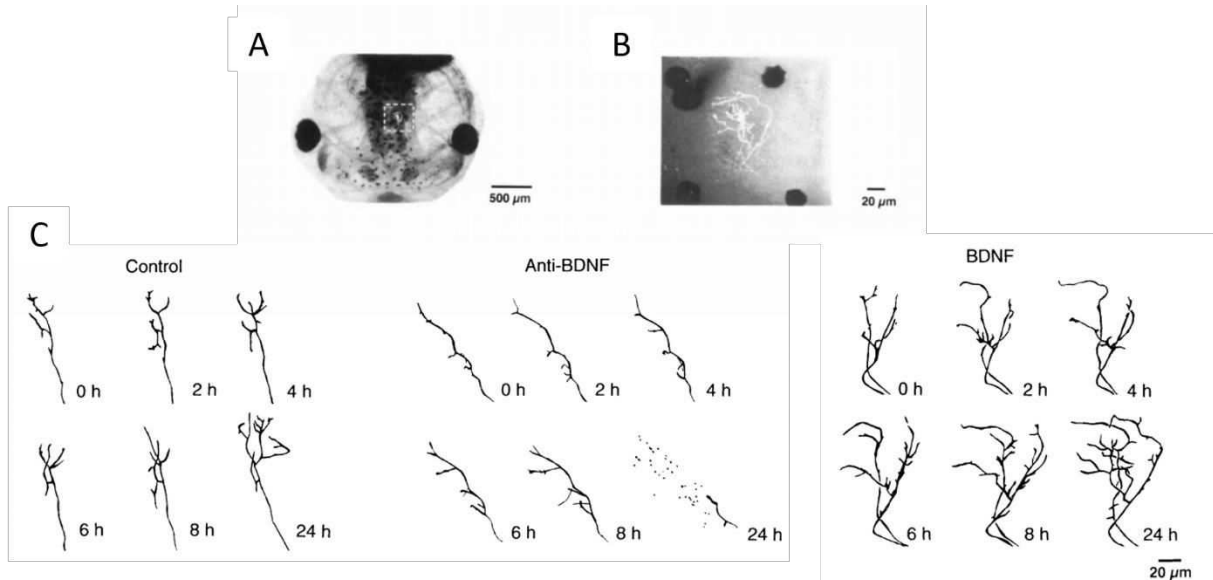 A
B
500 µm
20 µm
C
Control
Anti-BDNF
BDNF
0 h
2 h
4 h
0 h
2 h
4 h
0 h
2 h
4 h
6 h
8 h
24 h
6 h
8 h
24 h
6 h
8 h
24 h
20 µm